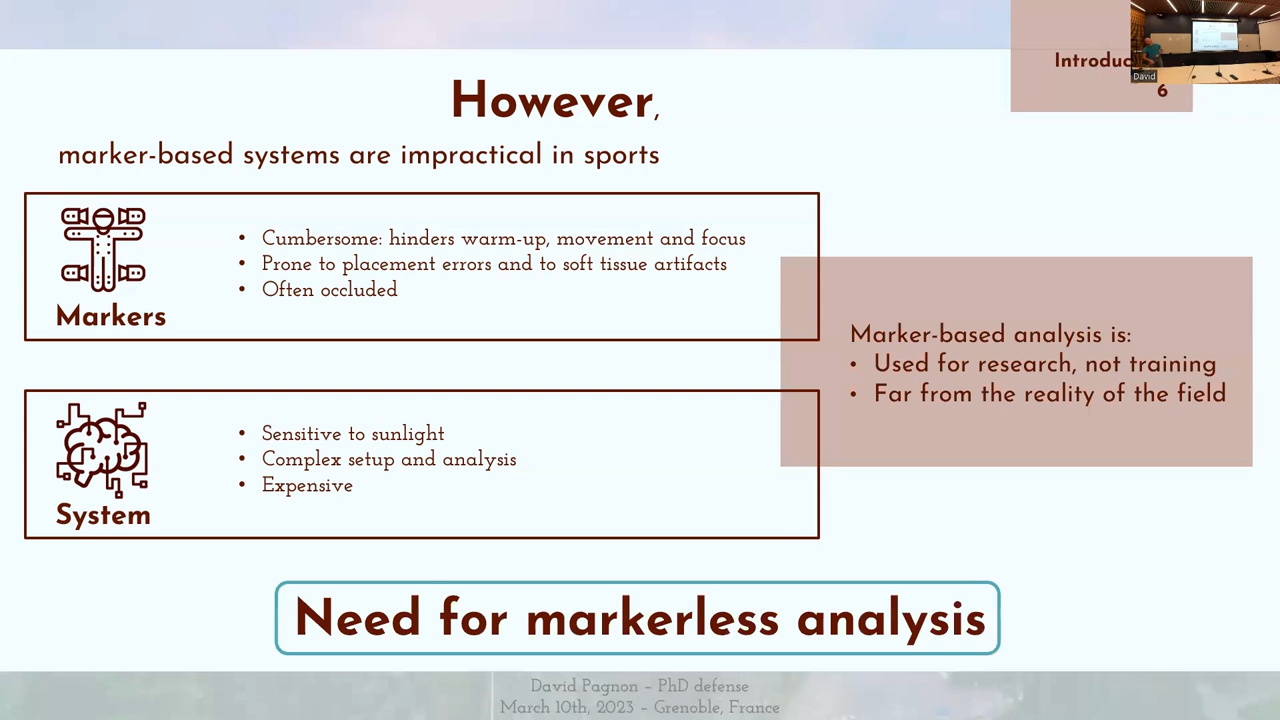 Introduc
David
6
However,
marker-based systems are impractical in sports
• Cumbersome: hinders warm-up, movement and focus
• Prone to placement errors and to soft tissue artifacts
• Often occluded
Markers
Marker-based analysis is:
• Used for research, not training
• Far from the reality of the field
• Sensitive to sunlight
• Complex setup and analysis
• Expensive
System
Need for markerless analysis
David Pagnon – PhD defense
March 10th, 2023 – Grenoble, France